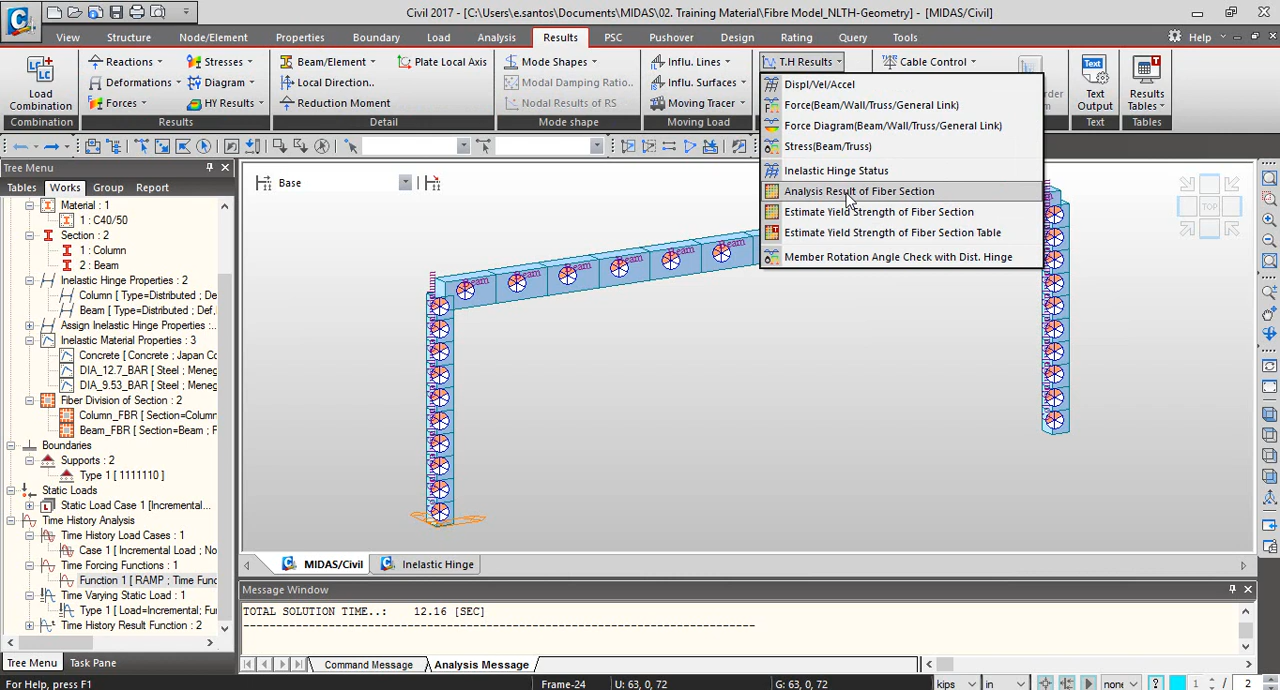 Civil 2017 - [C:\Users\e.santos\Documents\MIDAS\02. Training Material\Fibre Model_NLTH-Geometry] - [MIDAS/Civil]
View Structure Node/Element Properties Boundary Load Analysis Results PSC Pushover Design Rating Query Tools Help
Reactions Stresses Beam/Element Plate Local Axis Mode Shapes Influ. Lines T.H Results Cable Control
Deformations Diagram Local Direction.. Modal Damping Ratio.. Influ. Surfaces
Forces HY Results Reduction Moment Nodal Results of RS Moving Tracer
Load Combination
Text Output
Results Tables
Combination Results Detail Mode shape Moving Load Text Tables
Displ/Vel/Accel
Force(Beam/Wall/Truss/General Link)
Force Diagram(Beam/Wall/Truss/General Link)
Stress(Beam/Truss)
Inelastic Hinge Status
Analysis Result of Fiber Section
Estimate Yield Strength of Fiber Section
Estimate Yield Strength of Fiber Section Table
Member Rotation Angle Check with Dist. Hinge
Tree Menu
Tables Works Group Report
Material : 1
1 : C40/50
Section : 2
1 : Column
2 : Beam
Inelastic Hinge Properties : 2
Column [ Type=Distributed ; De
Beam [ Type=Distributed ; Def,
Assign Inelastic Hinge Properties :
Inelastic Material Properties : 3
Concrete [ Concrete ; Japan Co
DIA_12.7_BAR [ Steel ; Meneg
DIA_9.53_BAR [ Steel ; Meneg
Fiber Division of Section : 2
Column_FBR [ Section=Column
Beam_FBR [ Section=Beam ; F
Boundaries
Supports : 2
Type 1 [ 1111110 ]
Static Loads
Static Load Case 1 [Incremental
Time History Analysis
Time History Load Cases : 1
Case 1 [ Incremental Load ; No
Time Forcing Functions : 1
Function 1 [ RAMP ; Time Func
Time Varying Static Load : 1
Type 1 [ Load=Incremental; Fu
Time History Result Function : 2
Tree Menu Task Pane
Base
TOP
Beam Beam Beam Beam Beam Beam
MIDAS/Civil Inelastic Hinge
Message Window
TOTAL SOLUTION TIME..: 12.16 [SEC]
Command Message Analysis Message
For Help, press F1 Frame-24 U: 63, 0, 72 G: 63, 0, 72 kips in none ? 1 / 2